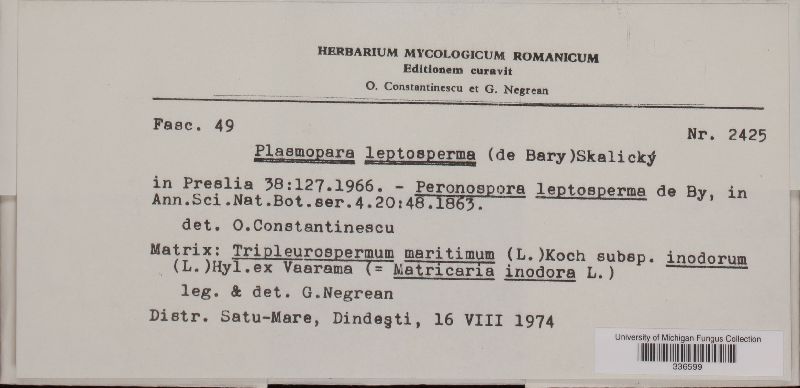 HERBARIUM MYCOLOGICUM ROMANICUM
Editionem curavit
O. Constantinescu et G. Negrean
Fasc. 49
Nr. 2425
Plasmopara leptosperma (de Bary)Skalický
in Preslia 38:127.1966. - Peronospora leptosperma de By, in
Ann.Sci.Nat.Bot.ser.4.20:48.1863.
det. O.Constantinescu
Matrix: Tripleurospermum maritimum (L.)Koch subsp. inodorum
(L.)Hyl.ex Vaarama (= Matricaria inodora L.)
leg. & det. G.Negrean
Distr. Satu-Mare, Dindeşti, 16 VIII 1974
University of Michigan Fungus Collection
336599